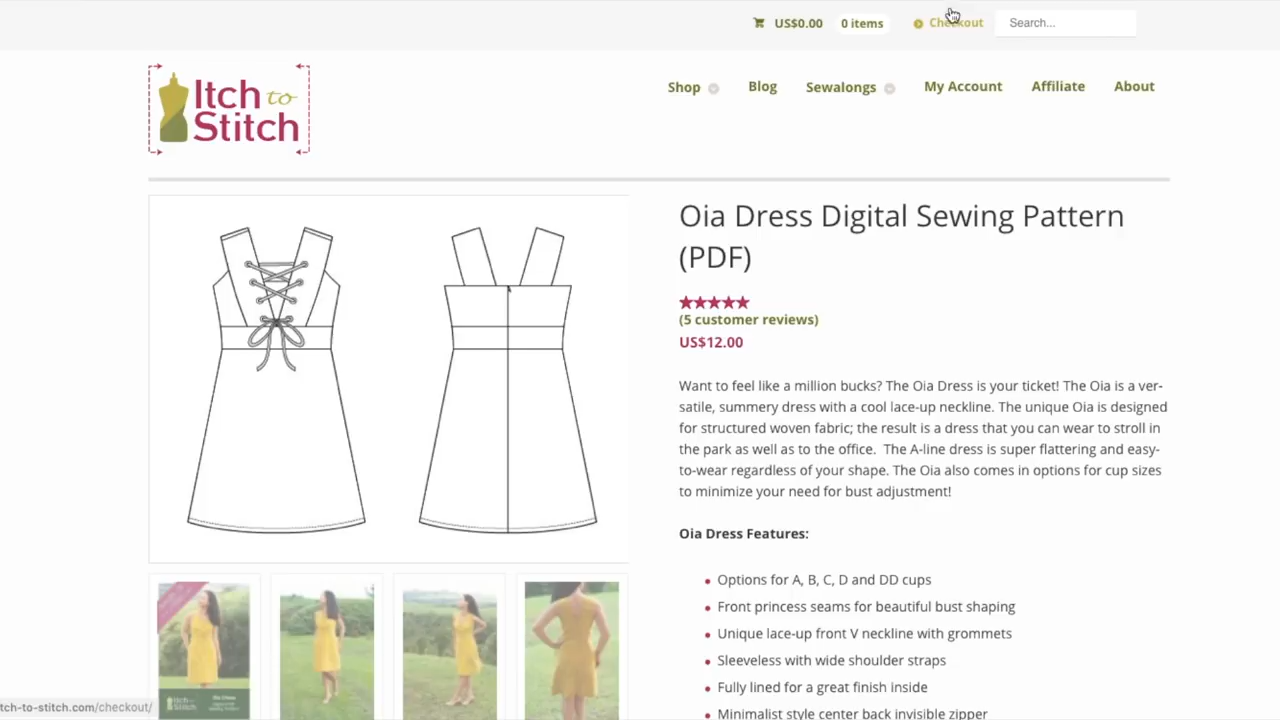 US$0.00 0 items Checkout Search...
Itch to
Stitch
Shop Blog Sewalongs My Account Affiliate About
Oia Dress Digital Sewing Pattern
(PDF)
(5 customer reviews)
US$12.00
Want to feel like a million bucks? The Oia Dress is your ticket! The Oia is a ver-
satile, summery dress with a cool lace-up neckline. The unique Oia is designed
for structured woven fabric; the result is a dress that you can wear to stroll in
the park as well as to the office. The A-line dress is super flattering and easy-
to-wear regardless of your shape. The Oia also comes in options for cup sizes
to minimize your need for bust adjustment!
Oia Dress Features:
Options for A, B, C, D and DD cups
Front princess seams for beautiful bust shaping
Unique lace-up front V neckline with grommets
Sleeveless with wide shoulder straps
Fully lined for a great finish inside
Minimalist style center back invisible zipper
Itch to
Stitch
Oia Dress
tch-to-stitch.com/checkout/